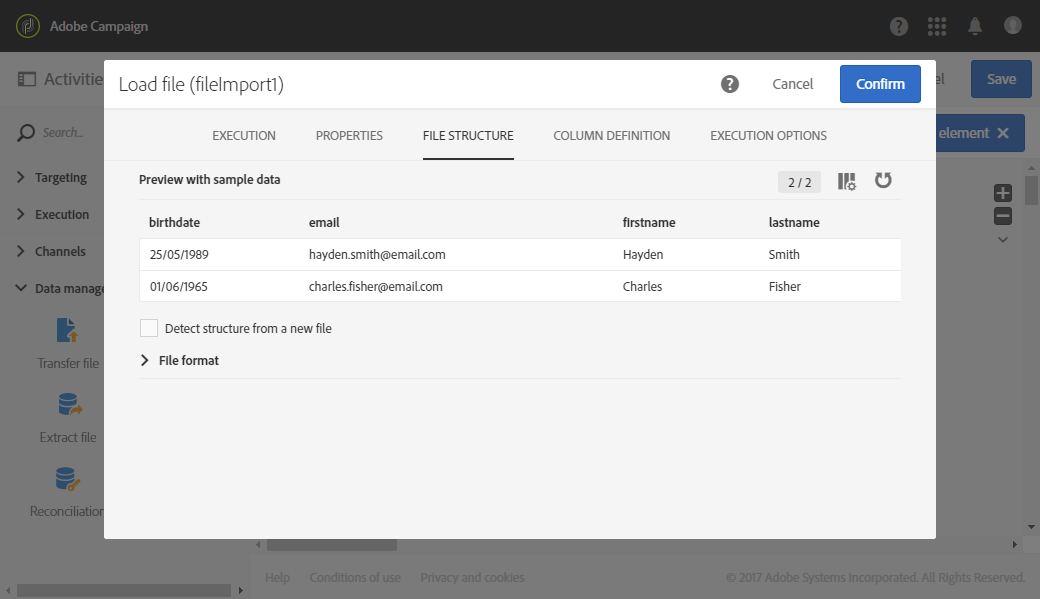 Adobe Campaign
?
Activitie
Load file (fileImport1)
?
Cancel
Confirm
el
Save
Search...
EXECUTION
PROPERTIES
FILE STRUCTURE
COLUMN DEFINITION
EXECUTION OPTIONS
element
Targeting
Execution
Channels
Data manage
Transfer file
Extract file
Reconciliation
Preview with sample data
2 / 2
birthdate email firstname lastname
25/05/1989 hayden.smith@email.com Hayden Smith
01/06/1965 charles.fisher@email.com Charles Fisher
Detect structure from a new file
File format
Help Conditions of use Privacy and cookies
© 2017 Adobe Systems Incorporated. All Rights Reserved.